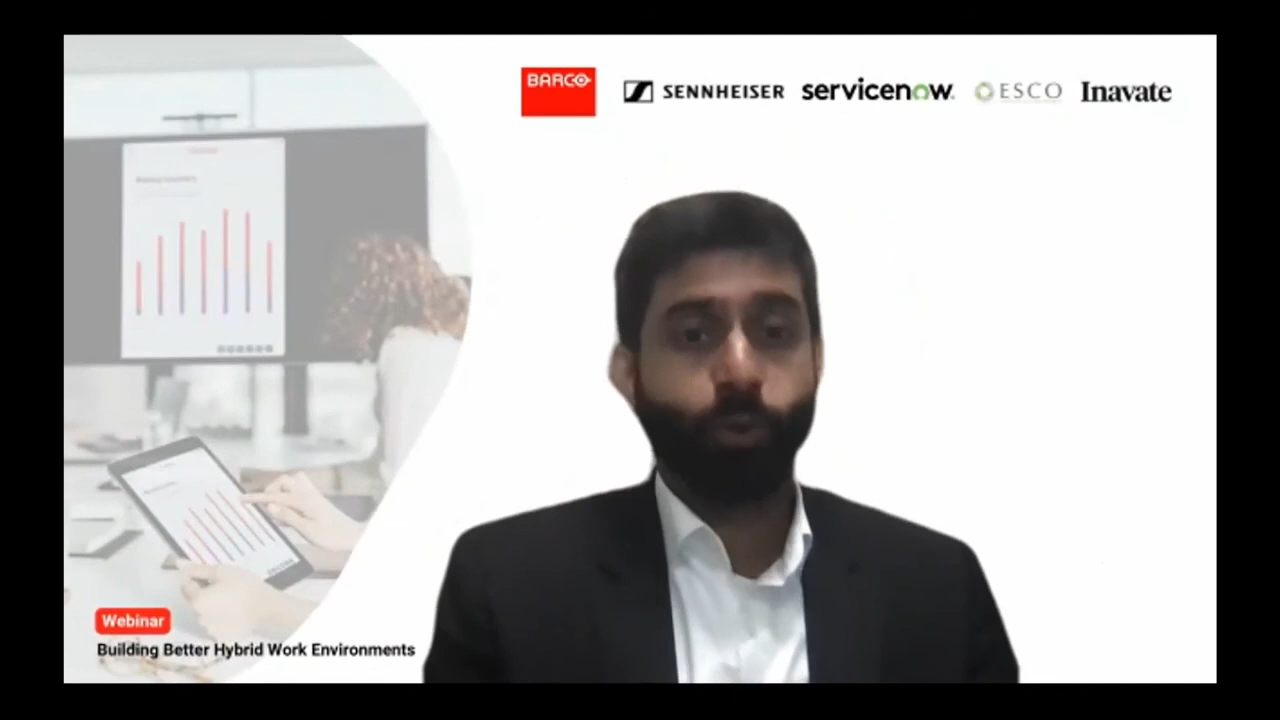 BARCO
SENNHEISER
servicenow
ESCO
Inavate
Webinar
Building Better Hybrid Work Environments